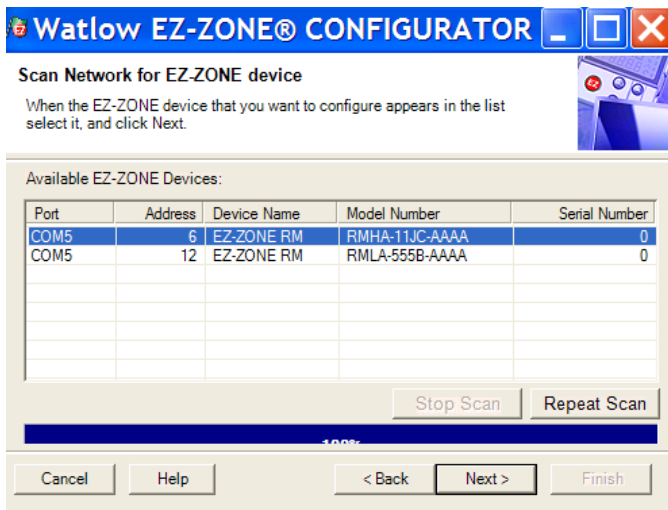 Watlow EZ-ZONE® CONFIGURATOR
Scan Network for EZ-ZONE device
When the EZ-ZONE device that you want to configure appears in the list
select it, and click Next.
Available EZ-ZONE Devices:
Port Address Device Name Model Number Serial Number
COM5 6 EZ-ZONE RM RMHA-11JC-AAAA 0
COM5 12 EZ-ZONE RM RMLA-555B-AAAA 0
Stop Scan Repeat Scan
100%
Cancel Help < Back Next > Finish